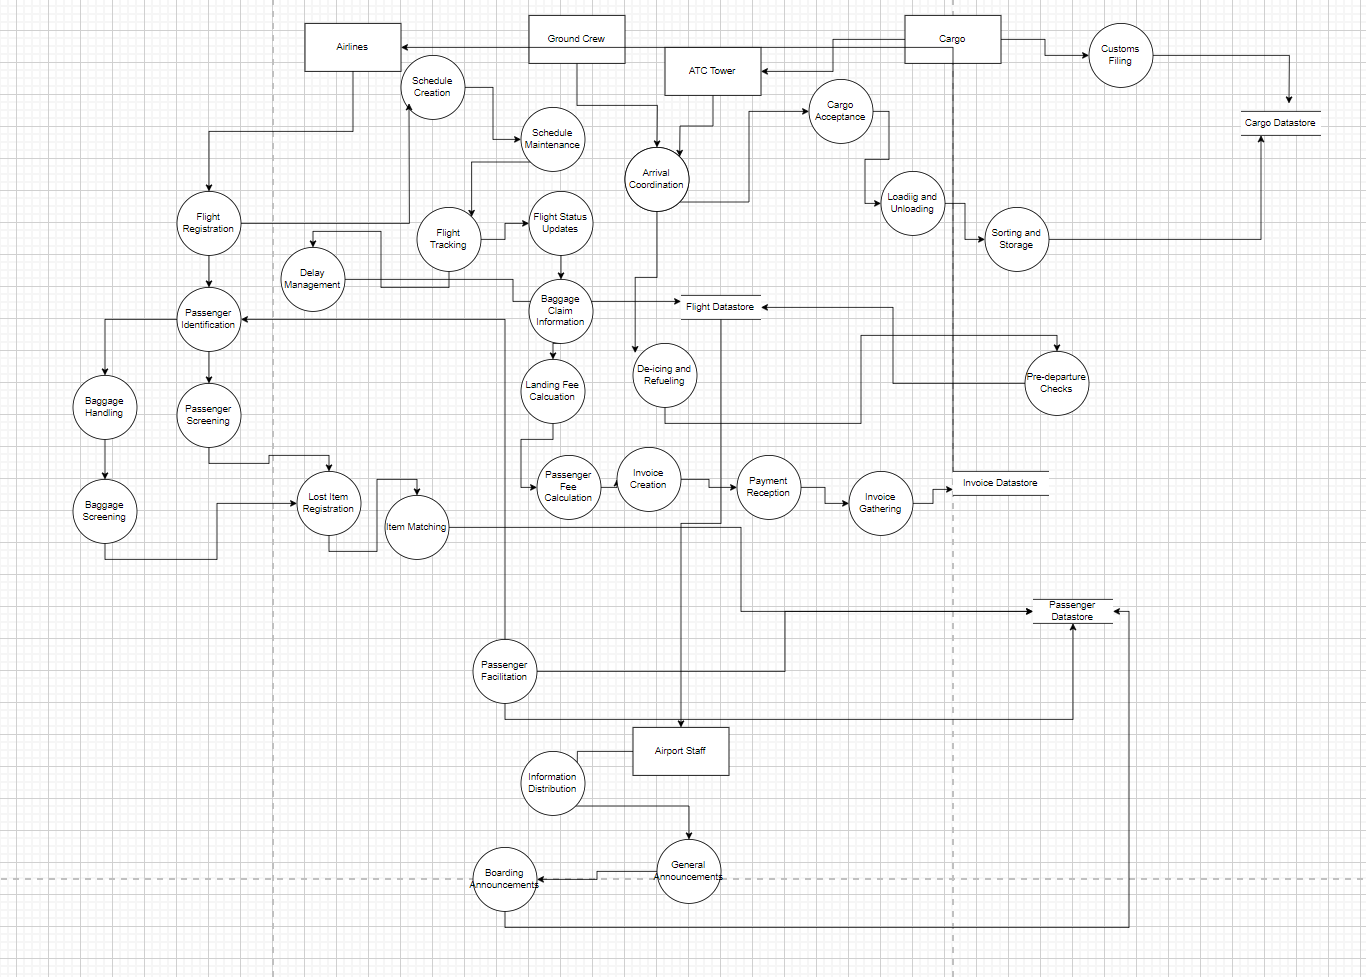 Airlines
Ground Crew
ATC Tower
Cargo
Customs
Filing
Schedule
Creation
Schedule
Maintenance
Cargo
Acceptance
Cargo Datastore
Arrival
Coordination
Flight
Registration
Flight
Tracking
Flight Status
Updates
Loadiig and
Unloading
Sorting and
Storage
Delay
Management
Passenger
Identification
Baggage
Claim
Information
Flight Datastore
Landing Fee
Calcuation
De-icing and
Refueling
Pre-departure
Checks
Baggage
Handling
Passenger
Screening
Baggage
Screening
Lost Item
Registration
Item Matching
Passenger
Fee
Calculation
Invoice
Creation
Payment
Reception
Invoice
Gathering
Invoice Datastore
Passenger
Datastore
Passenger
Facilitation
Airport Staff
Information
Distribution
General
Announcements
Boarding
Announcements